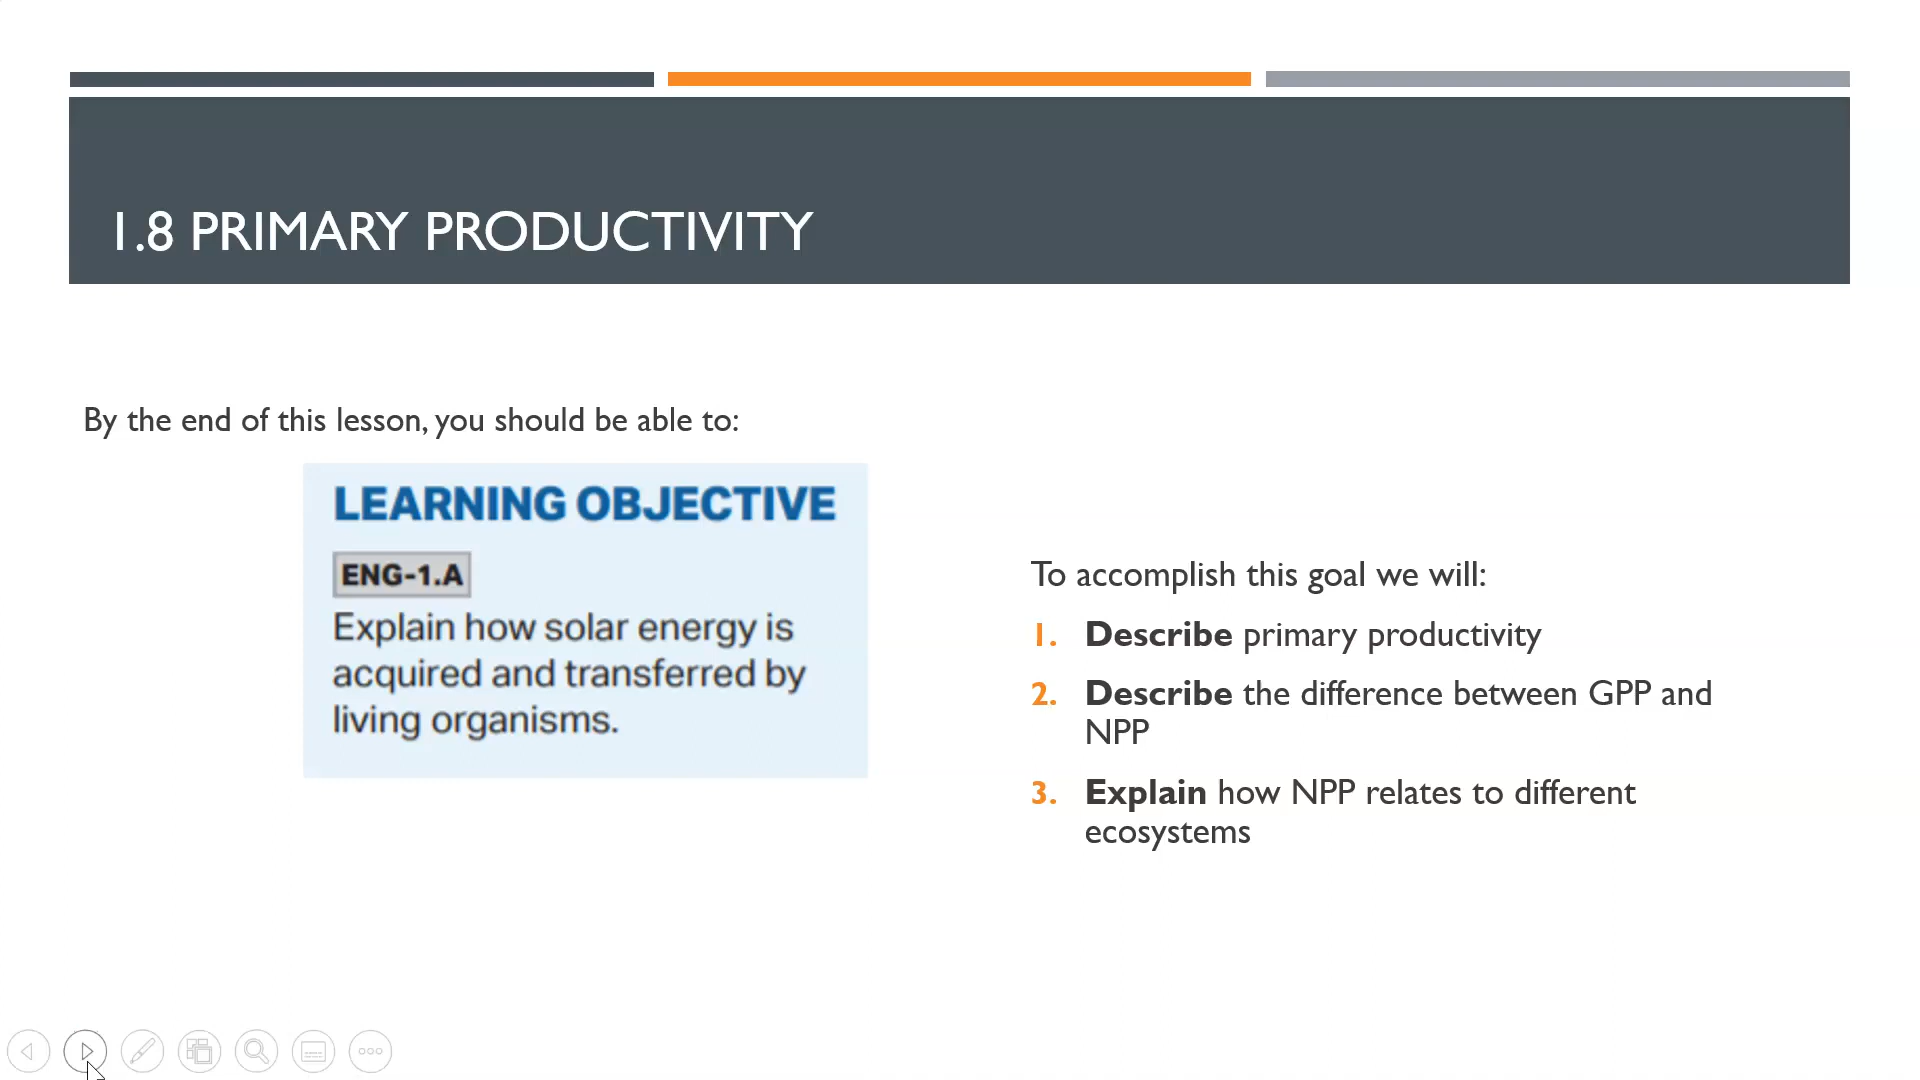 1.8 PRIMARY PRODUCTIVITY
By the end of this lesson, you should be able to:
LEARNING OBJECTIVE
ENG-1.A
Explain how solar energy is
acquired and transferred by
living organisms.
To accomplish this goal we will:
1. Describe primary productivity
2. Describe the difference between GPP and
NPP
3. Explain how NPP relates to different
ecosystems